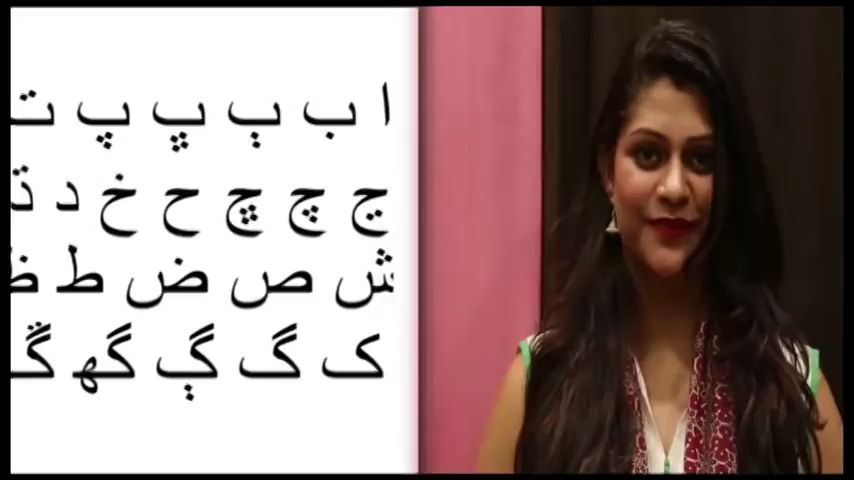 ا ب ٻ ڀ پ ت
ڃ چ ڇ ح خ د ڌ
ش ص ض ط ظ
ک گ ڳ گھ ڱ